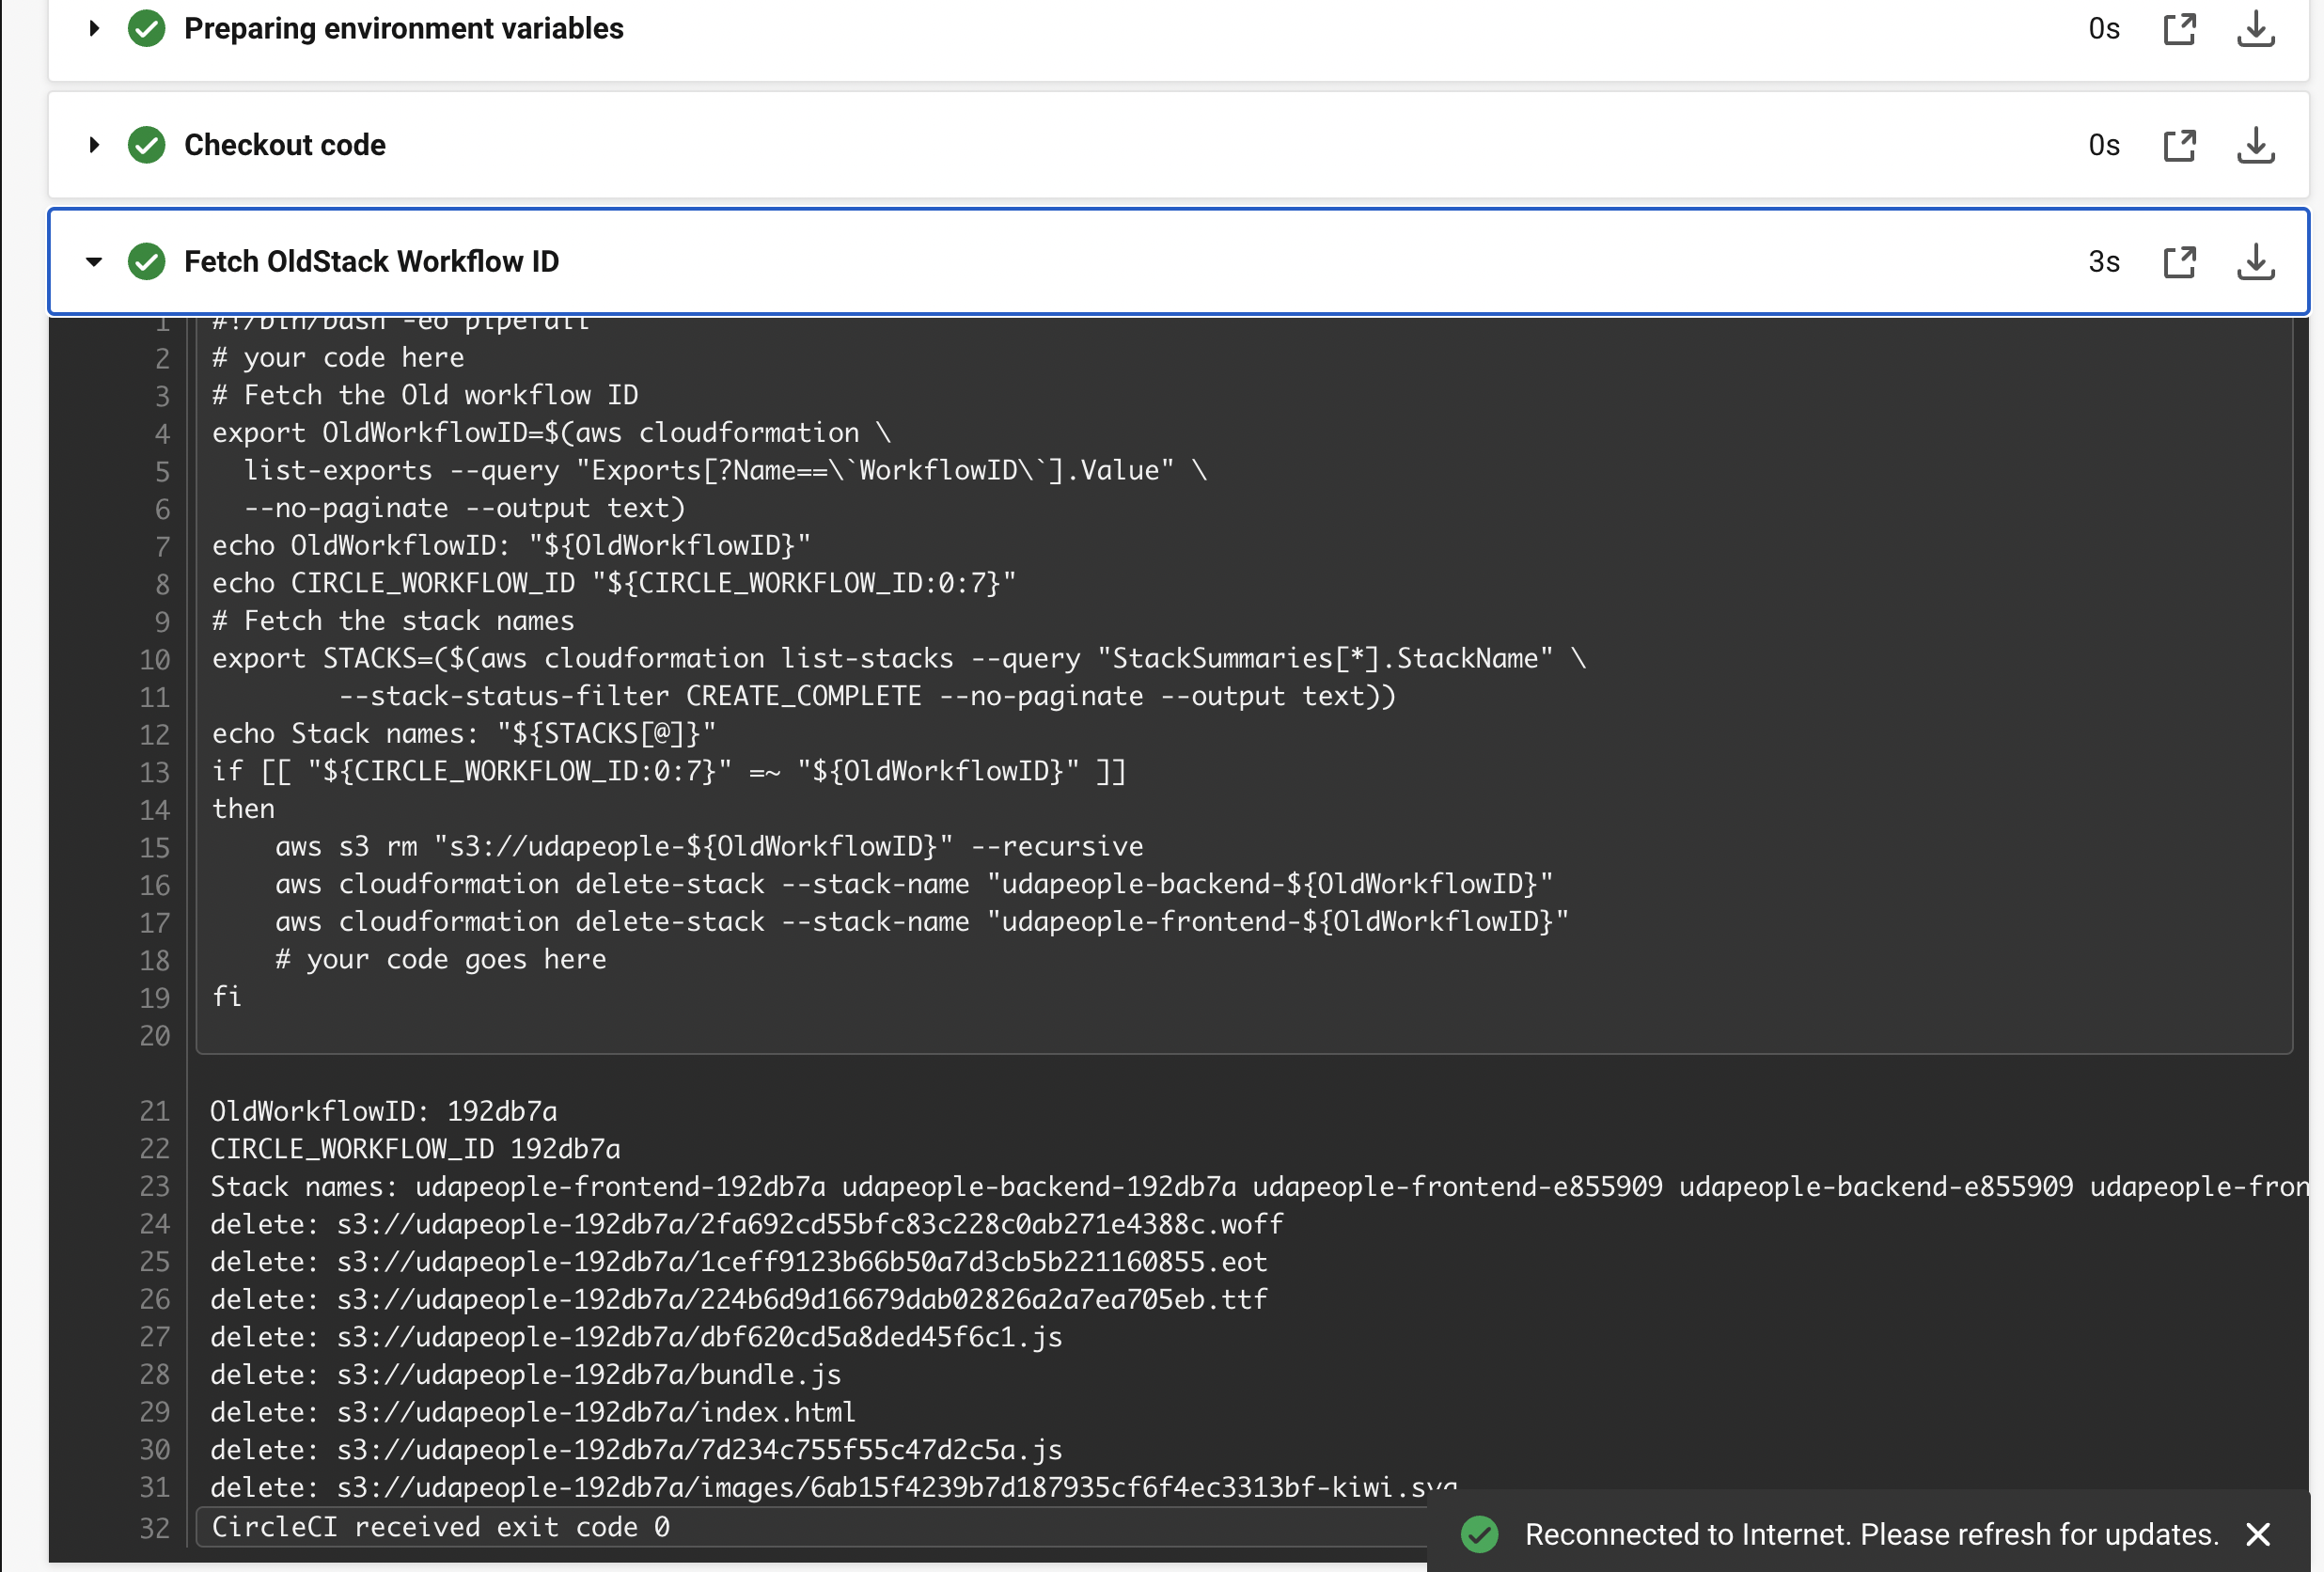 Preparing environment variables 0s
Checkout code 0s
Fetch OldStack Workflow ID 3s
1 #!/bin/bash -eo pipefail
2 # your code here
3 # Fetch the Old workflow ID
4 export OldWorkflowID=$(aws cloudformation \
5   list-exports --query "Exports[?Name==\`WorkflowID\`].Value" \
6   --no-paginate --output text)
7 echo OldWorkflowID: "${OldWorkflowID}"
8 echo CIRCLE_WORKFLOW_ID "${CIRCLE_WORKFLOW_ID:0:7}"
9 # Fetch the stack names
10 export STACKS=($(aws cloudformation list-stacks --query "StackSummaries[*].StackName" \
11         --stack-status-filter CREATE_COMPLETE --no-paginate --output text))
12 echo Stack names: "${STACKS[@]}"
13 if [[ "${CIRCLE_WORKFLOW_ID:0:7}" =~ "${OldWorkflowID}" ]]
14 then
15     aws s3 rm "s3://udapeople-${OldWorkflowID}" --recursive
16     aws cloudformation delete-stack --stack-name "udapeople-backend-${OldWorkflowID}"
17     aws cloudformation delete-stack --stack-name "udapeople-frontend-${OldWorkflowID}"
18     # your code goes here
19 fi
20
21 OldWorkflowID: 192db7a
22 CIRCLE_WORKFLOW_ID 192db7a
23 Stack names: udapeople-frontend-192db7a udapeople-backend-192db7a udapeople-frontend-e855909 udapeople-backend-e855909 udapeople-fron
24 delete: s3://udapeople-192db7a/2fa692cd55bfc83c228c0ab271e4388c.woff
25 delete: s3://udapeople-192db7a/1ceff9123b66b50a7d3cb5b221160855.eot
26 delete: s3://udapeople-192db7a/224b6d9d16679dab02826a2a7ea705eb.ttf
27 delete: s3://udapeople-192db7a/dbf620cd5a8ded45f6c1.js
28 delete: s3://udapeople-192db7a/bundle.js
29 delete: s3://udapeople-192db7a/index.html
30 delete: s3://udapeople-192db7a/7d234c755f55c47d2c5a.js
31 delete: s3://udapeople-192db7a/images/6ab15f4239b7d187935cf6f4ec3313bf-kiwi.svg
32 CircleCI received exit code 0
Reconnected to Internet. Please refresh for updates.